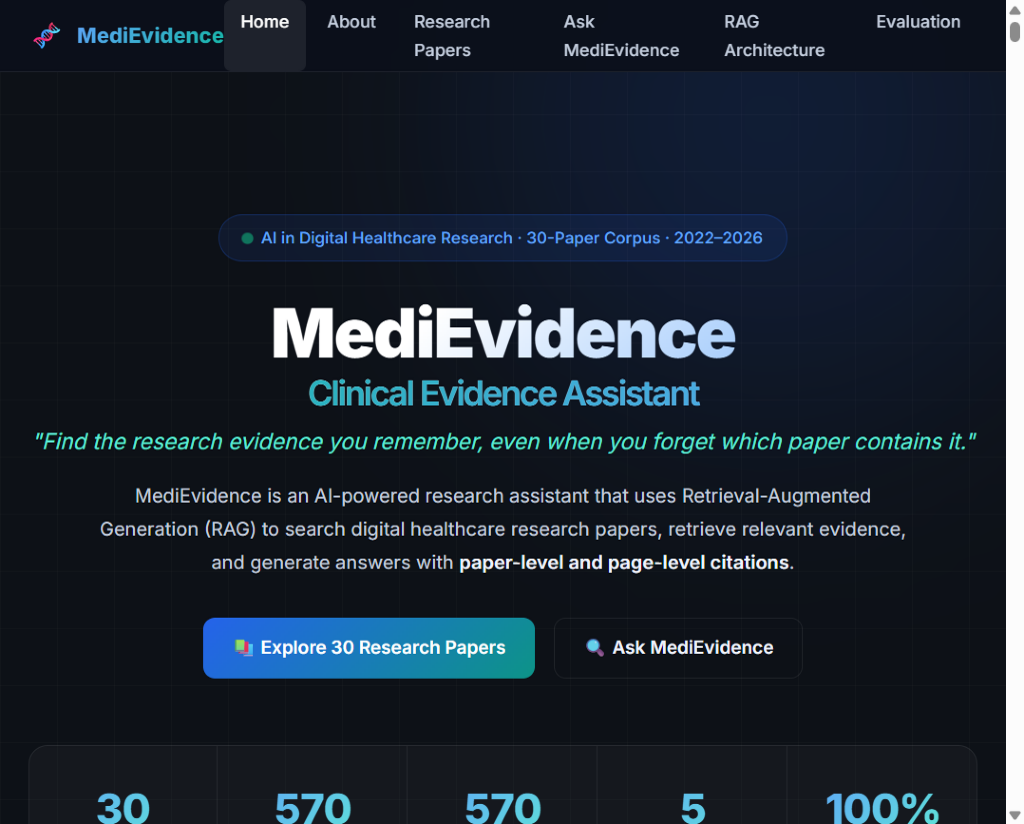 MediEvidence
Home
About
Research
Papers
Ask
MediEvidence
RAG
Architecture
Evaluation
AI in Digital Healthcare Research · 30-Paper Corpus · 2022–2026
MediEvidence
Clinical Evidence Assistant
"Find the research evidence you remember, even when you forget which paper contains it."
MediEvidence is an AI-powered research assistant that uses Retrieval-Augmented
Generation (RAG) to search digital healthcare research papers, retrieve relevant evidence,
and generate answers with paper-level and page-level citations.
Explore 30 Research Papers
Ask MediEvidence
30
570
570
5
100%